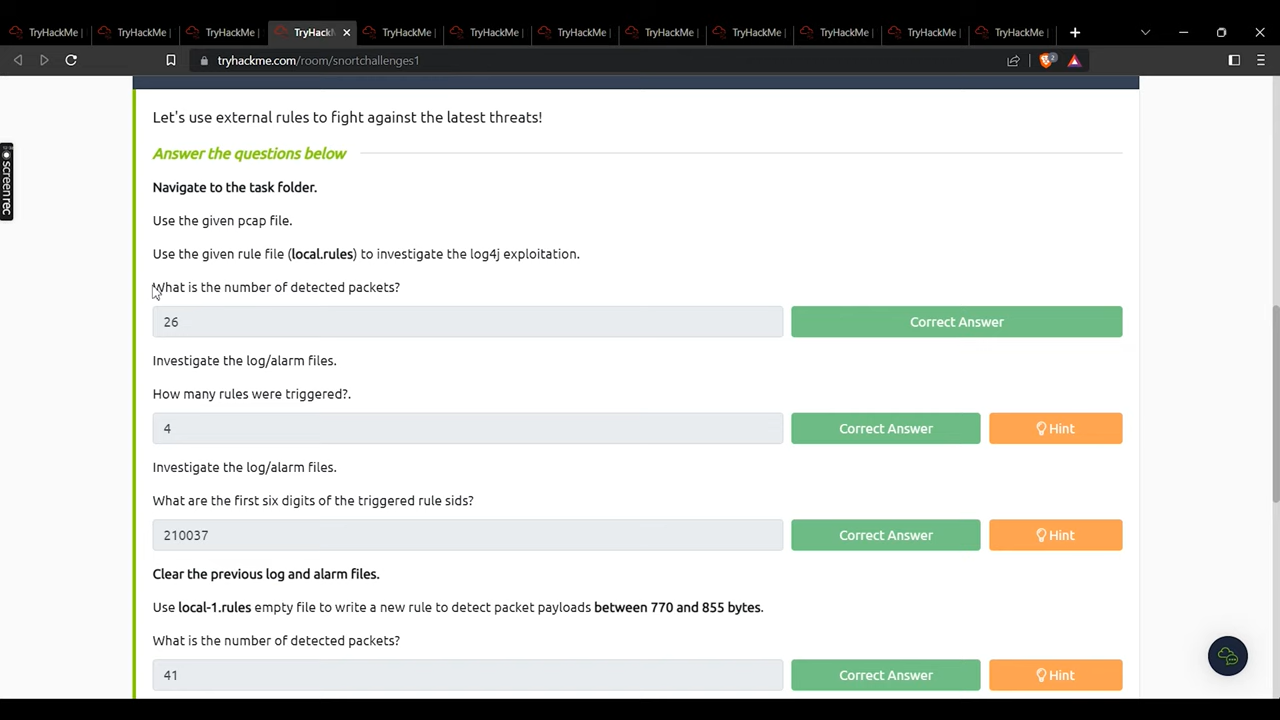 TryHackMe |
TryHackMe |
TryHackMe |
TryHackMe
TryHackMe |
TryHackMe |
TryHackMe |
TryHackMe |
TryHackMe |
TryHackMe |
TryHackMe |
TryHackMe |
tryhackme.com/room/snortchallenges1
2
screenrec
Let's use external rules to fight against the latest threats!
Answer the questions below
Navigate to the task folder.
Use the given pcap file.
Use the given rule file (local.rules) to investigate the log4j exploitation.
What is the number of detected packets?
26
Correct Answer
Investigate the log/alarm files.
How many rules were triggered?.
4
Correct Answer
Hint
Investigate the log/alarm files.
What are the first six digits of the triggered rule sids?
210037
Correct Answer
Hint
Clear the previous log and alarm files.
Use local-1.rules empty file to write a new rule to detect packet payloads between 770 and 855 bytes.
What is the number of detected packets?
41
Correct Answer
Hint